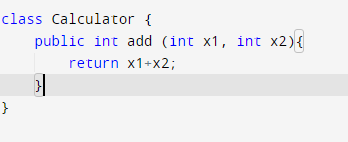 class Calculator {
    public int add (int x1, int x2){
        return x1+x2;
    }
}